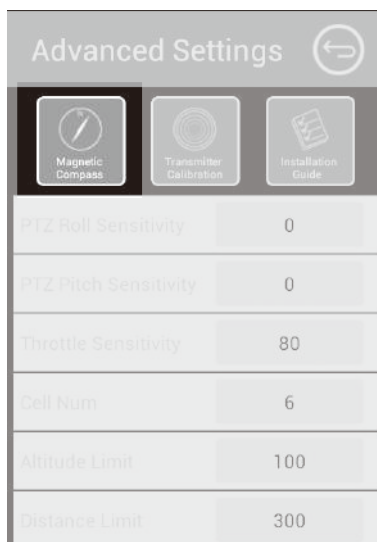 Advanced Settings
Magnetic
Compass
Transmitter
Calibration
Installation
Guide
PTZ Roll Sensitivity 0
PTZ Pitch Sensitivity 0
Throttle Sensitivity 80
Cell Num 6
Altitude Limit 100
Distance Limit 300